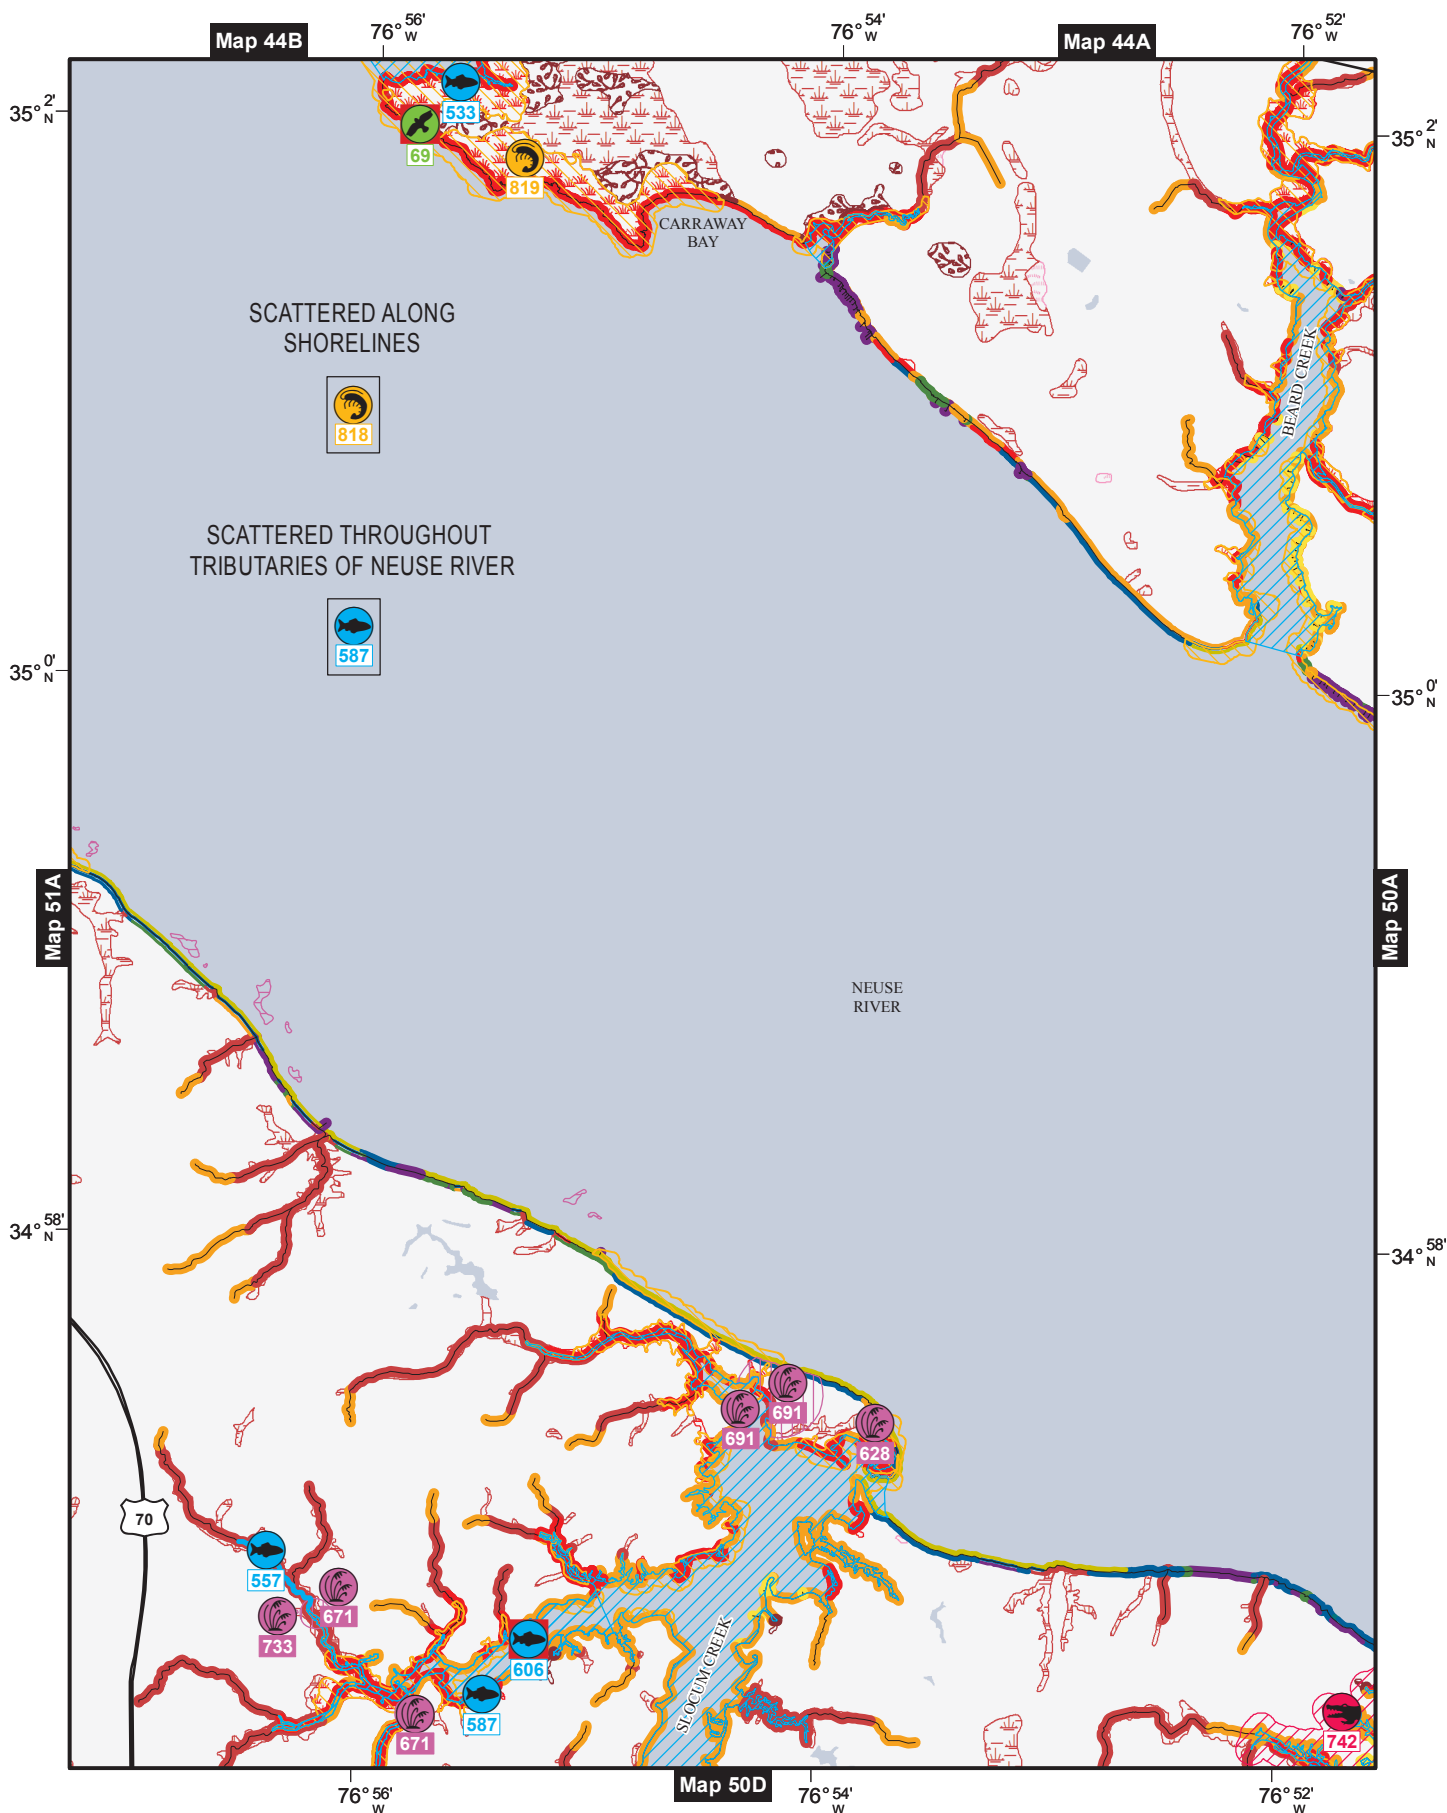 76° 56' W
76° 54' W
76° 52' W
Map 44B
Map 44A
35° 2' N
35° 2' N
533
69
819
CARRAWAY
BAY
SCATTERED ALONG
SHORELINES
818
BEARD CREEK
SCATTERED THROUGHOUT
TRIBUTARIES OF NEUSE RIVER
587
35° 0' N
35° 0' N
Map 51A
Map 50A
NEUSE
RIVER
34° 58' N
34° 58' N
691
691
628
70
557
671
733
606
587
671
SLOCUM CREEK
742
Map 50D
76° 56' W
76° 54' W
76° 52' W